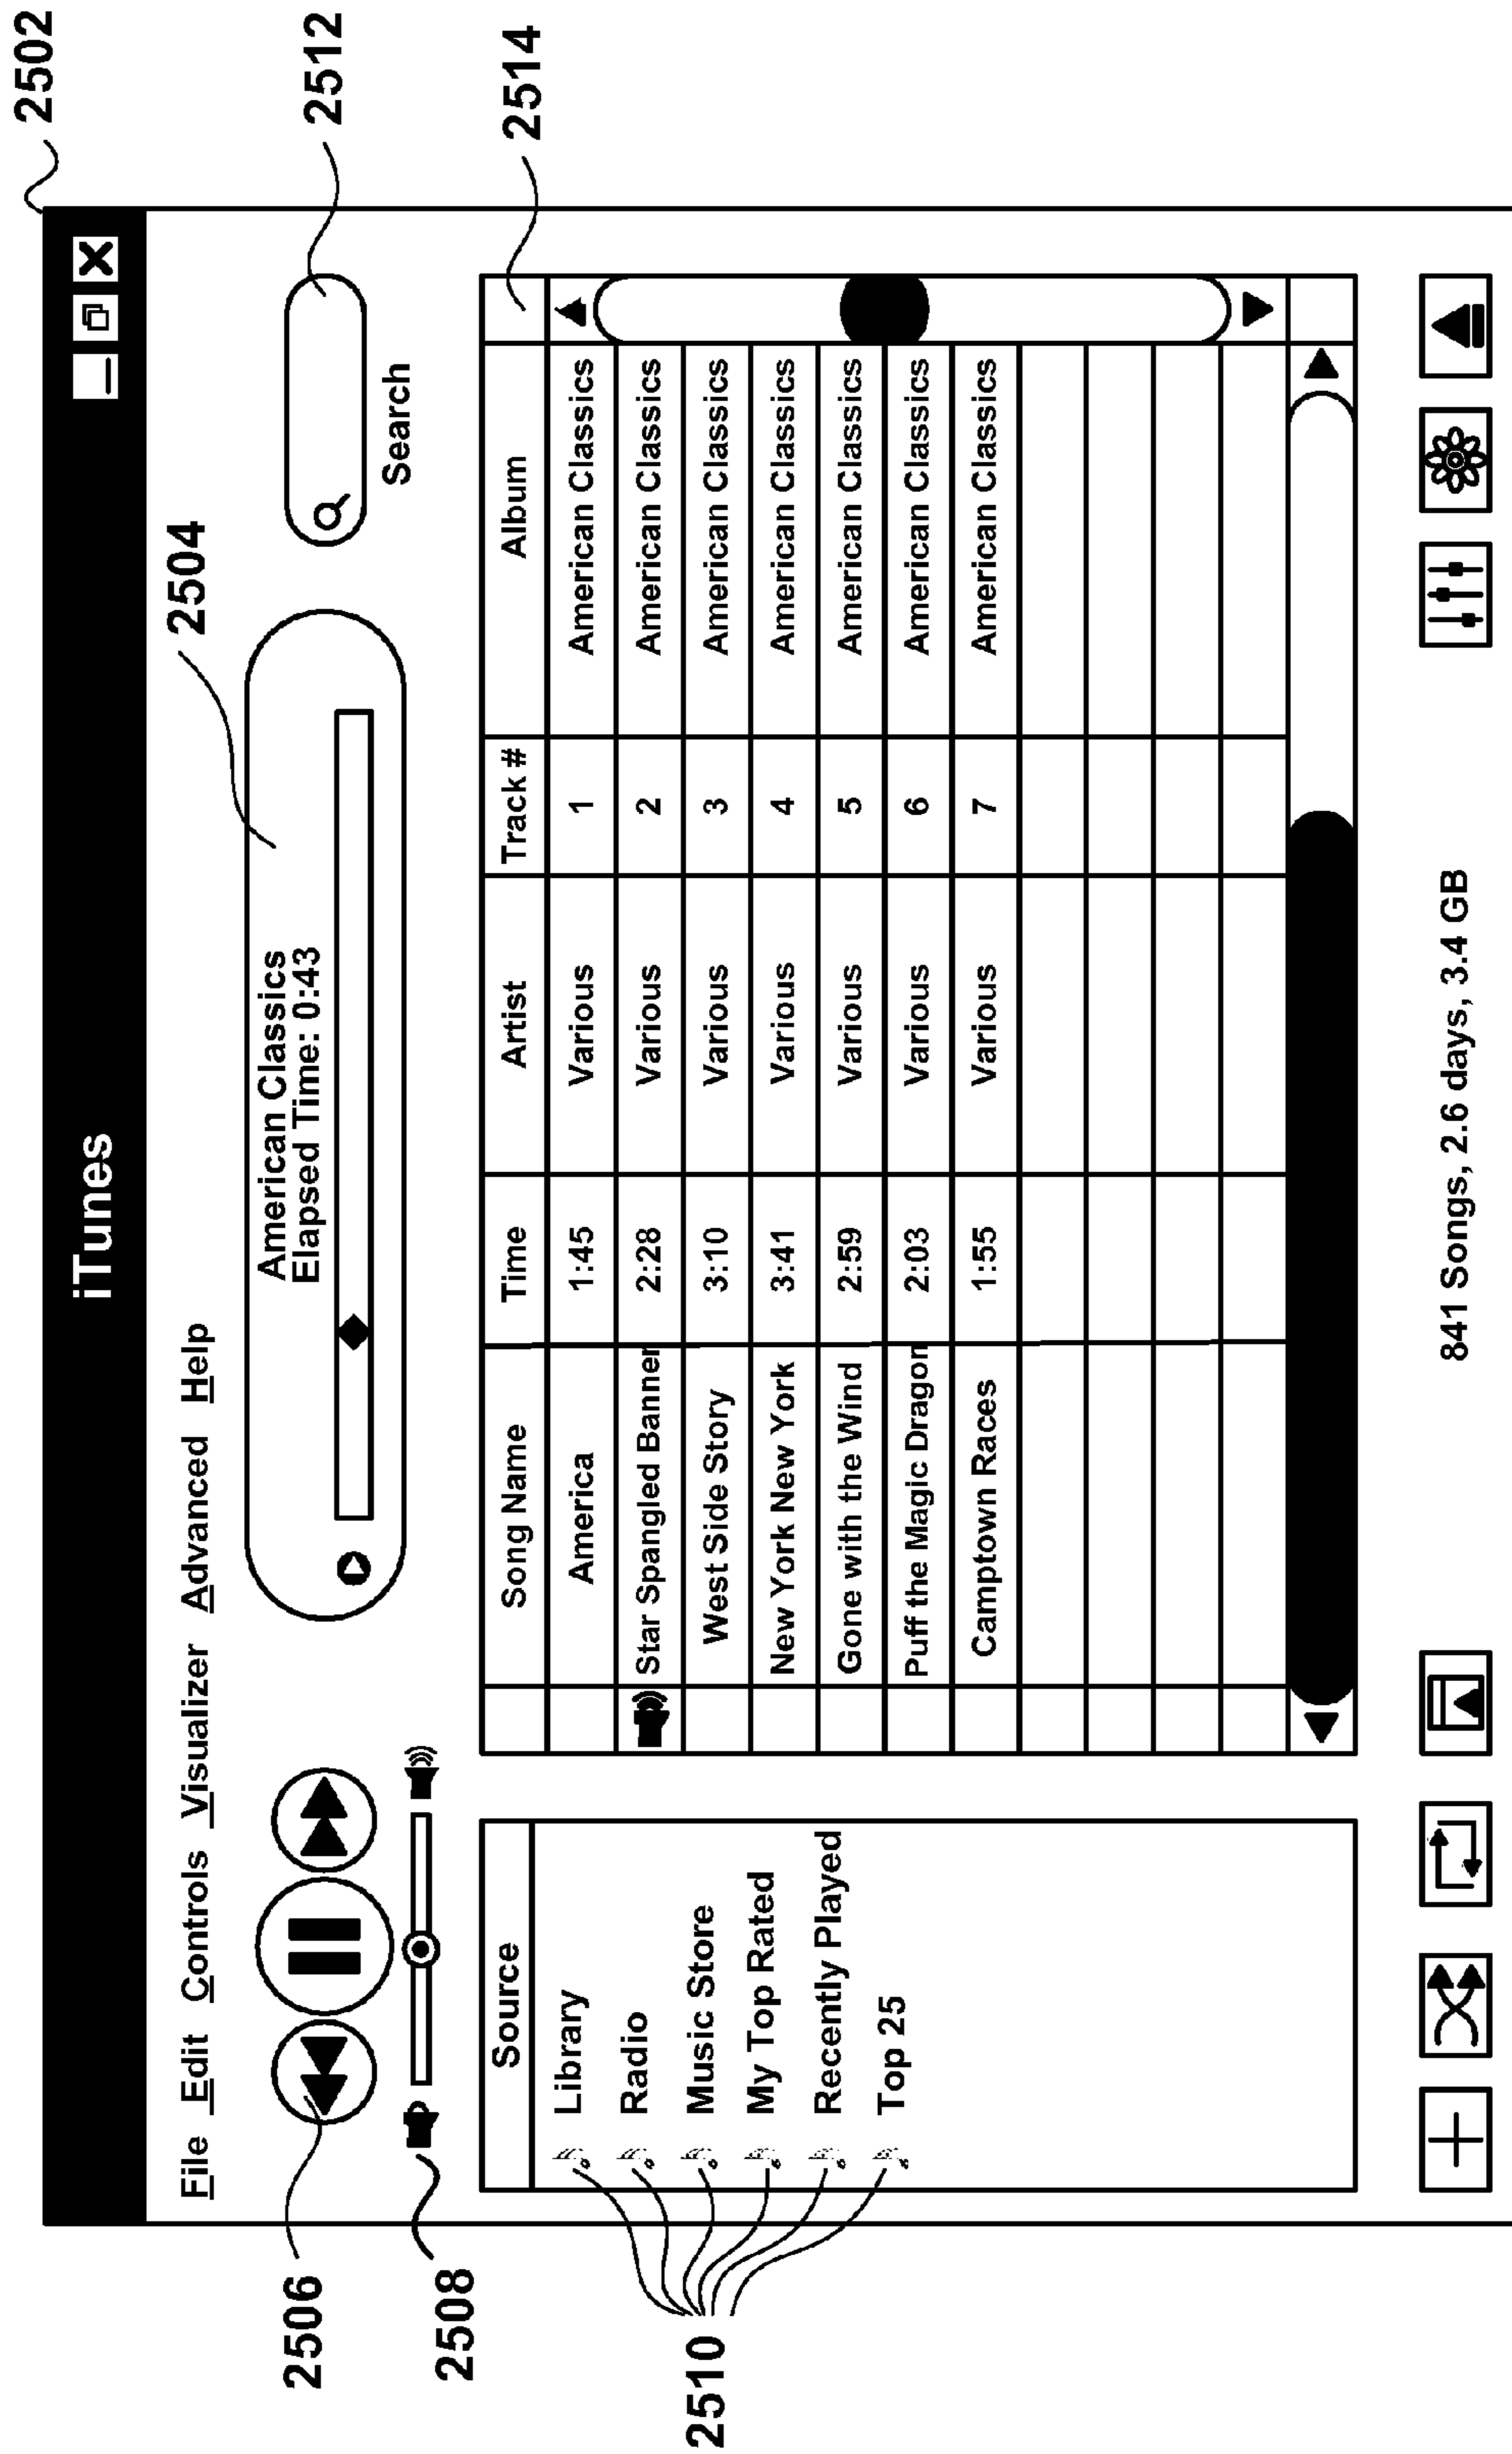 2502
iTunes
File Edit Controls Visualizer Advanced Help
2504
2512
American Classics
Elapsed Time: 0:43
Search
2506
2508
2514
Source
Library
Radio
Music Store
My Top Rated
Recently Played
Top 25
2510
Song Name Time Artist Track # Album
America 1:45 Various 1 American Classics
Star Spangled Banner 2:28 Various 2 American Classics
West Side Story 3:10 Various 3 American Classics
New York New York 3:41 Various 4 American Classics
Gone with the Wind 2:59 Various 5 American Classics
Puff the Magic Dragon 2:03 Various 6 American Classics
Camptown Races 1:55 Various 7 American Classics
841 Songs, 2.6 days, 3.4 GB